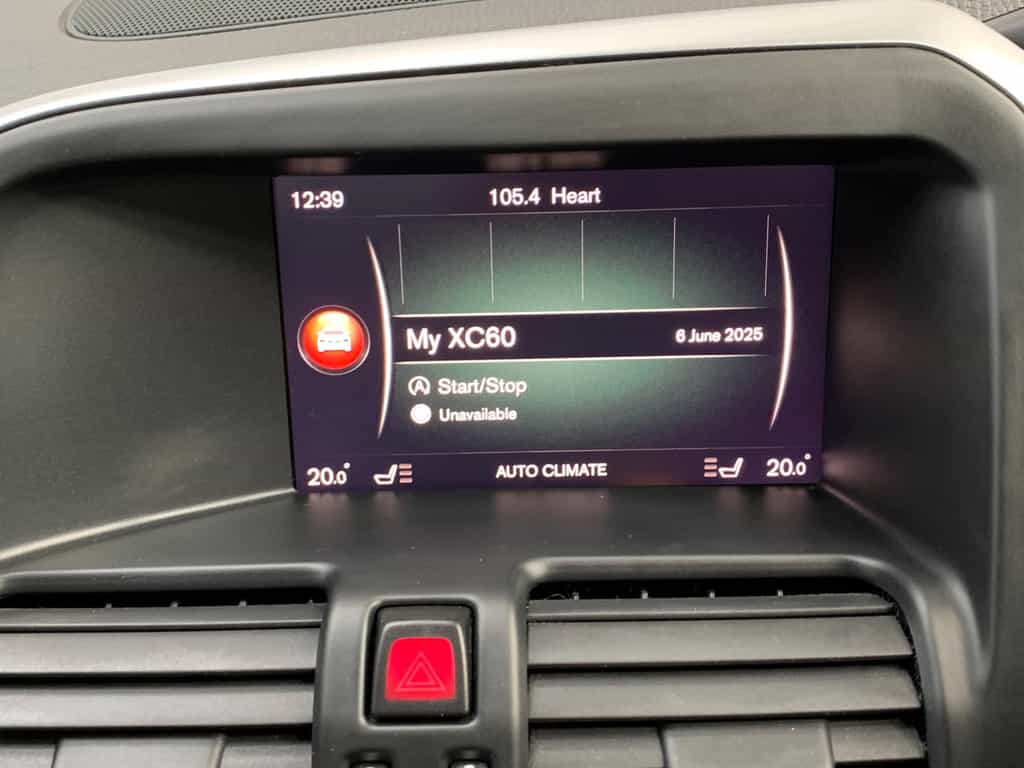 12:39 105.4 Heart
My XC60 6 June 2025
A Start/Stop
Unavailable
20.0° AUTO CLIMATE 20.0°